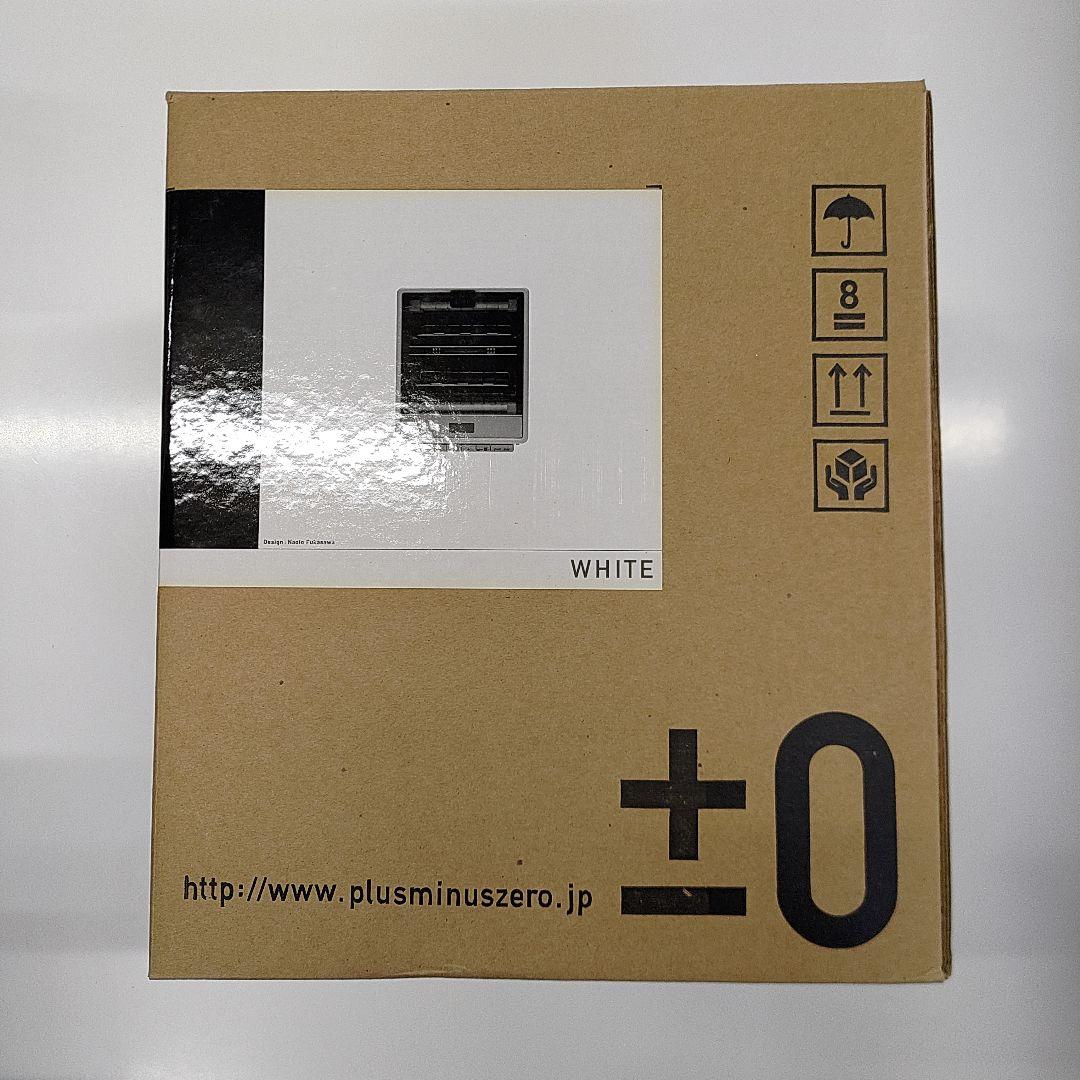 8
Design : Naoto Fukasawa
WHITE
±0
http://www.plusminuszero.jp